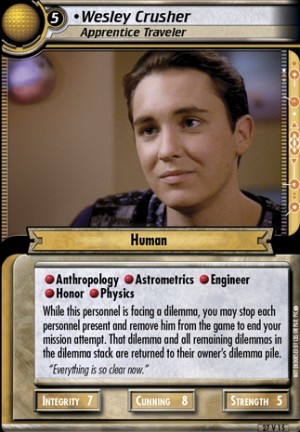 5
•Wesley Crusher
Apprentice Traveler
Human
Anthropology Astrometrics Engineer
Honor Physics
While this personnel is facing a dilemma, you may stop each
personnel present and remove him from the game to end your
mission attempt. That dilemma and all remaining dilemmas in
the dilemma stack are returned to their owner's dilemma pile.
"Everything is so clear now."
INTEGRITY 7 CUNNING 8 STRENGTH 5